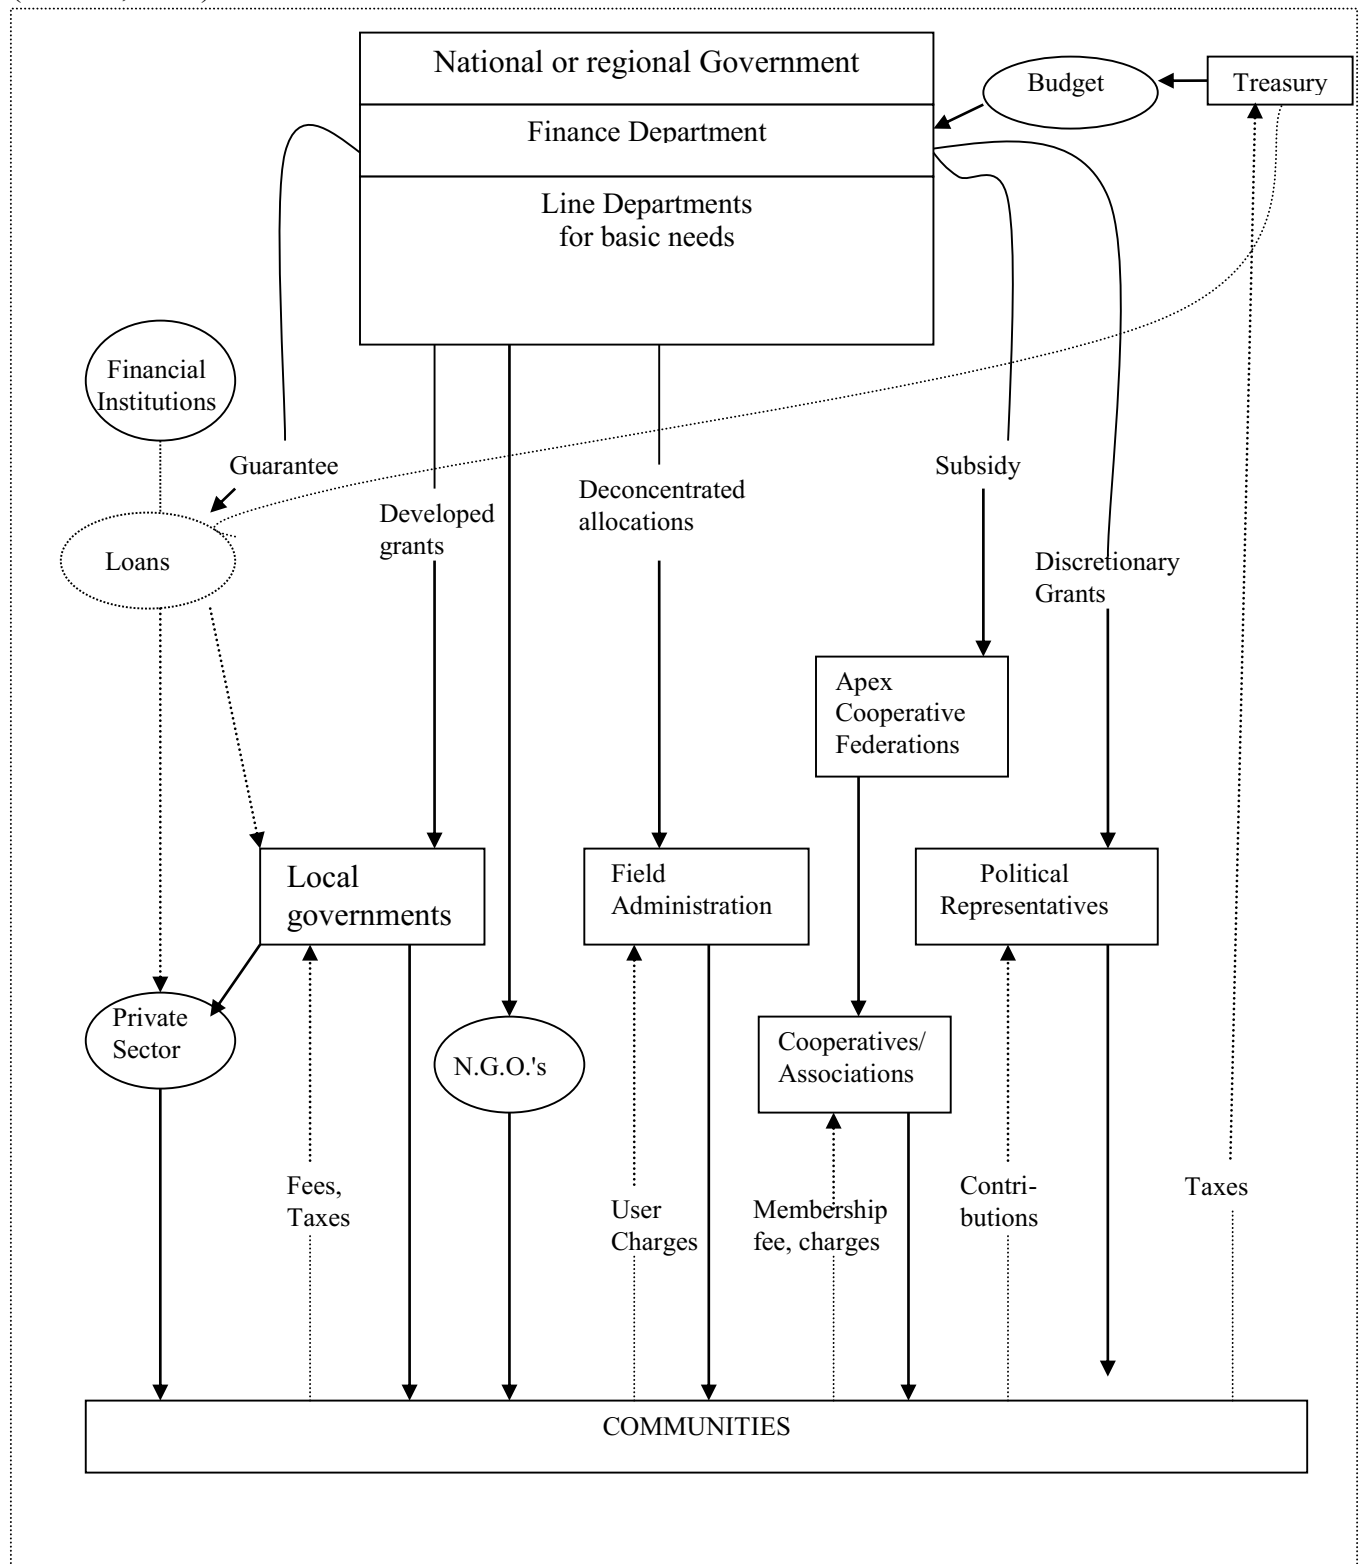 National or regional Government
Budget
Treasury
Finance Department
Line Departments
for basic needs
Financial
Institutions
Guarantee
Subsidy
Deconcentrated
allocations
Developed
grants
Loans
Discretionary
Grants
Apex
Cooperative
Federations
Local
governments
Field
Administration
Political
Representatives
Private
Sector
N.G.O.'s
Cooperatives/
Associations
Fees,
Taxes
User
Charges
Membership
fee, charges
Contri-
butions
Taxes
COMMUNITIES